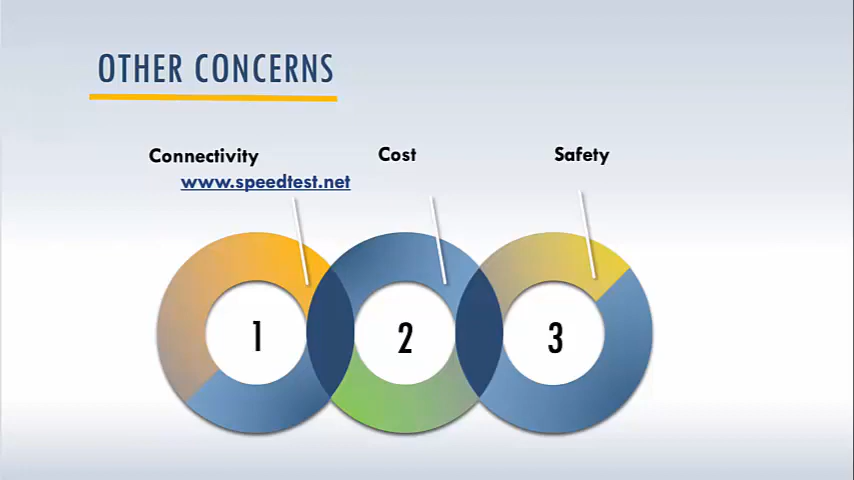 OTHER CONCERNS
Connectivity
www.speedtest.net
Cost
Safety
1
2
3